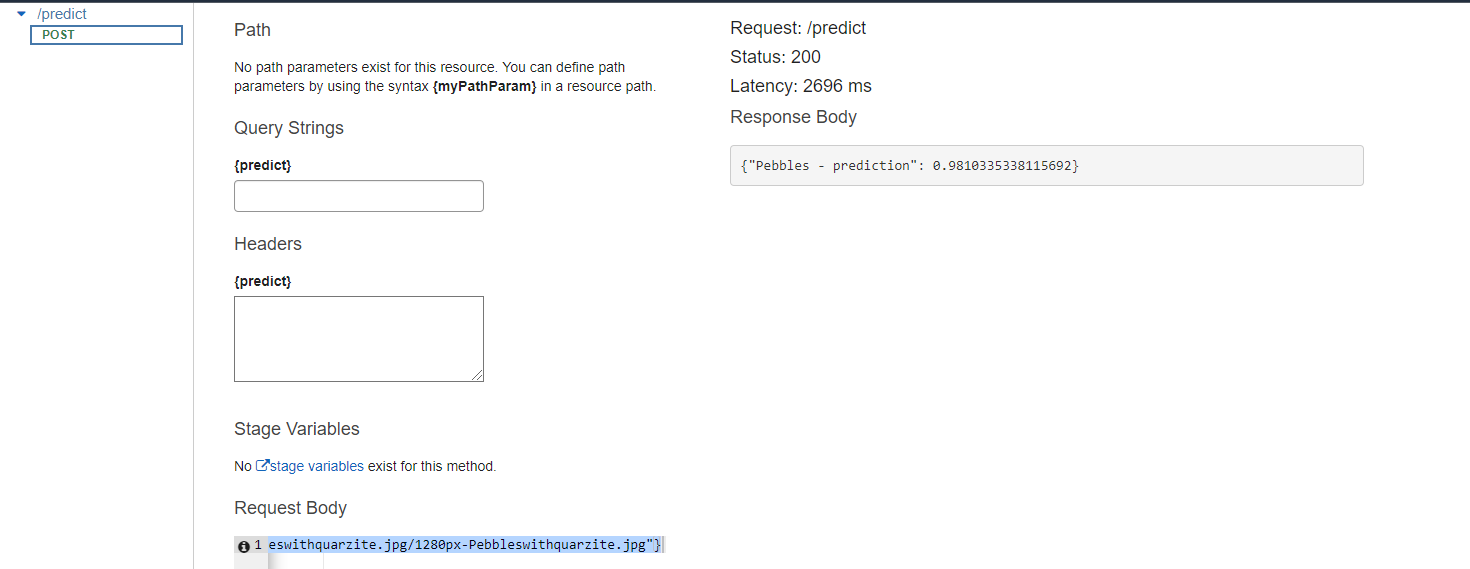 /predict
POST
Path
No path parameters exist for this resource. You can define path
parameters by using the syntax {myPathParam} in a resource path.
Query Strings
{predict}
Headers
{predict}
Stage Variables
No stage variables exist for this method.
Request Body
1 eswithquarzite.jpg/1280px-Pebbleswithquarzite.jpg"}
Request: /predict
Status: 200
Latency: 2696 ms
Response Body
{"Pebbles - prediction": 0.9810335338115692}